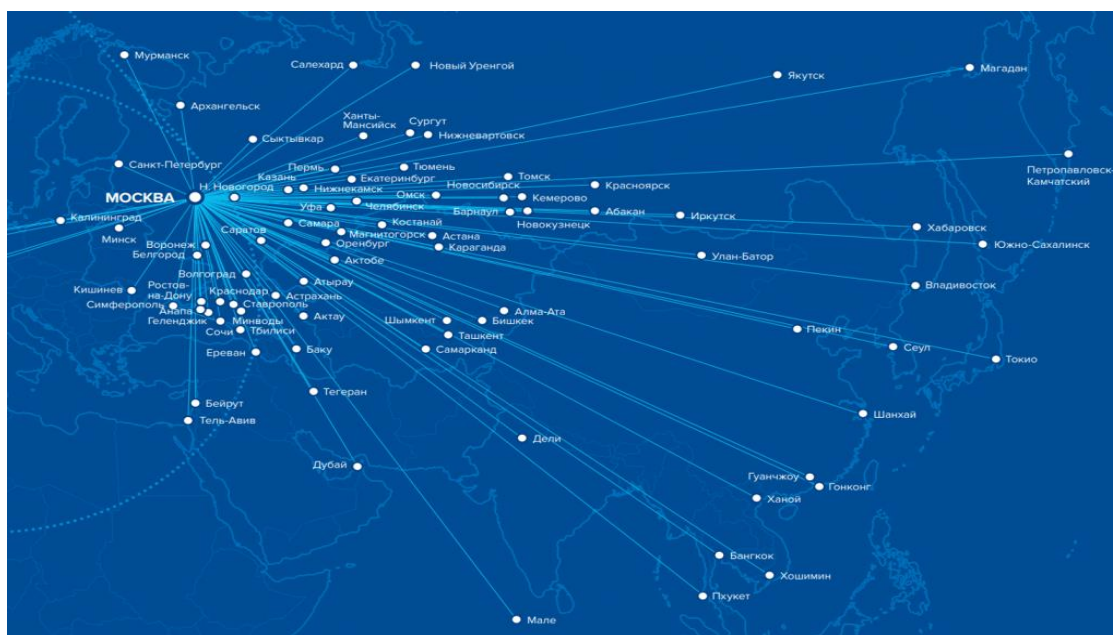 Мурманск
Салехард
Новый Уренгой
Якутск
Магадан
Архангельск
Ханты-
Мансийск
Сургут
Нижневартовск
Сыктывкар
Санкт-Петербург
Пермь
Тюмень
Казань
Екатеринбург
Томск
Петропавловск-
Камчатский
МОСКВА
Н. Новгород
Нижнекамск
Омск
Новосибирск
Кемерово
Красноярск
Калининград
Уфа
Челябинск
Барнаул
Новокузнецк
Абакан
Иркутск
Минск
Самара
Саратов
Магнитогорск
Костанай
Астана
Хабаровск
Воронеж
Белгород
Оренбург
Караганда
Южно-Сахалинск
Актобе
Улан-Батор
Волгоград
Атырау
Владивосток
Кишинев
Ростов-
на-Дону
Краснодар
Астрахань
Симферополь
Анапа
Ставрополь
Актау
Алма-Ата
Геленджик
Минводы
Шымкент
Бишкек
Сочи
Тбилиси
Ташкент
Пекин
Ереван
Баку
Самарканд
Сеул
Токио
Тегеран
Бейрут
Тель-Авив
Шанхай
Дели
Дубай
Гуанчжоу
Гонконг
Ханой
Бангкок
Хошимин
Пхукет
Мале